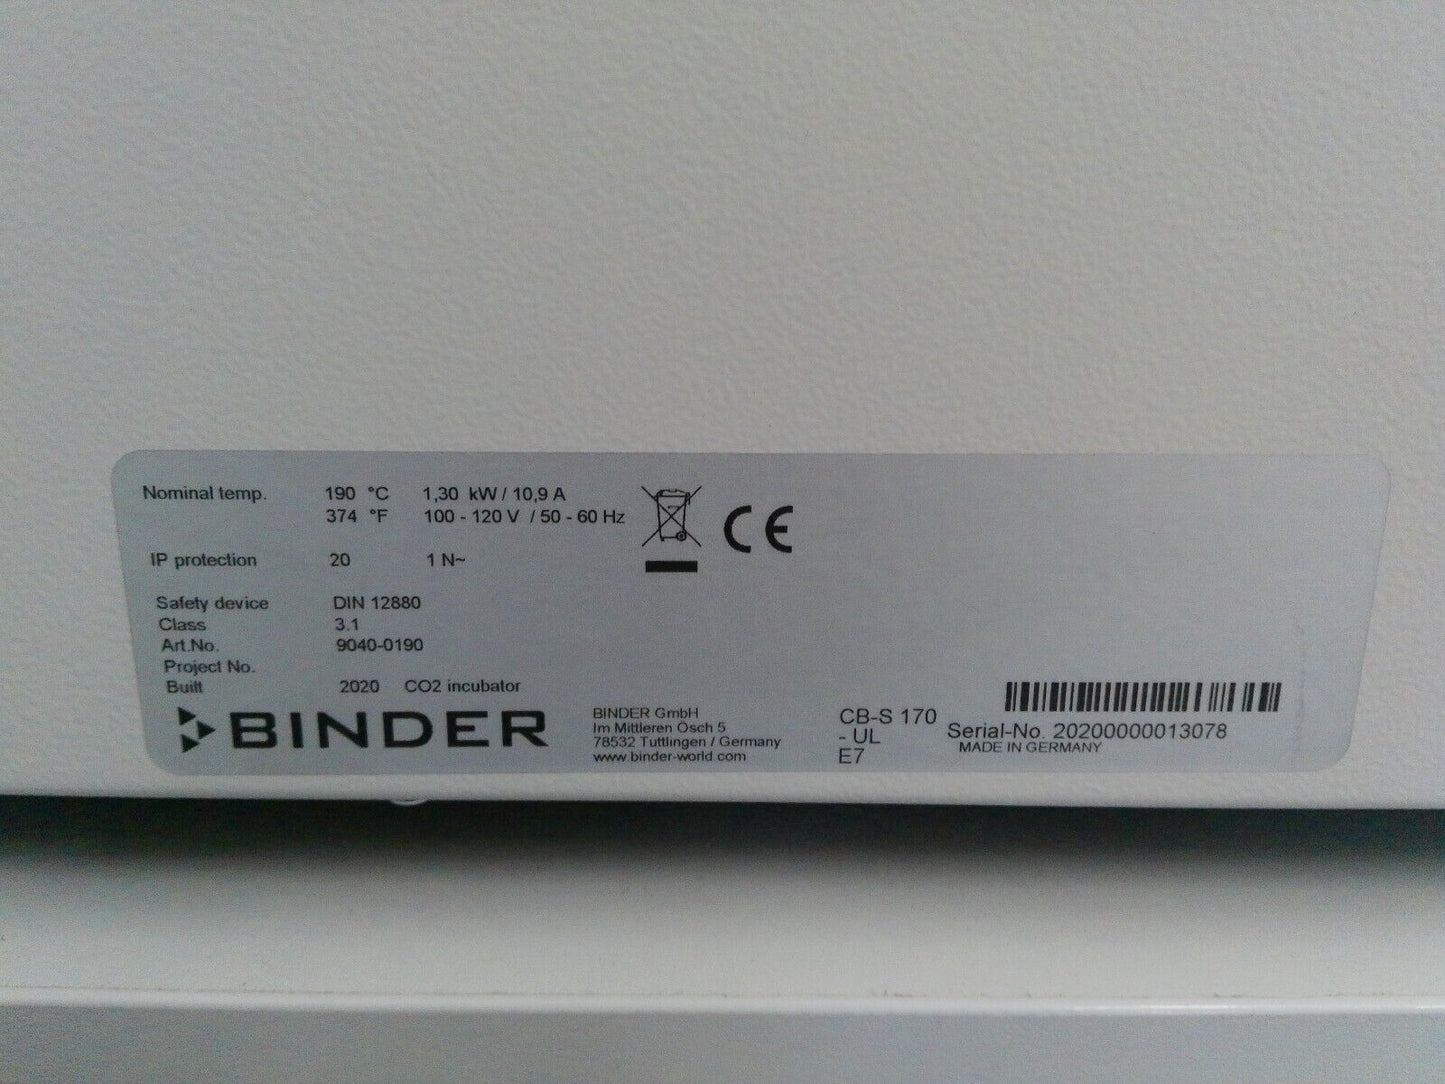 Nominal temp. 190 °C 1,30 kW / 10,9 A
374 °F 100 - 120 V / 50 - 60 Hz
IP protection 20 1 N~
Safety device DIN 12880
Class 3.1
Art.No. 9040-0190
Project No.
Built 2020 CO2 incubator
CE
BINDER
BINDER GmbH
Im Mittleren Ösch 5
78532 Tuttlingen / Germany
www.binder-world.com
CB-S 170
- UL
E7
Serial-No. 20200000013078
MADE IN GERMANY